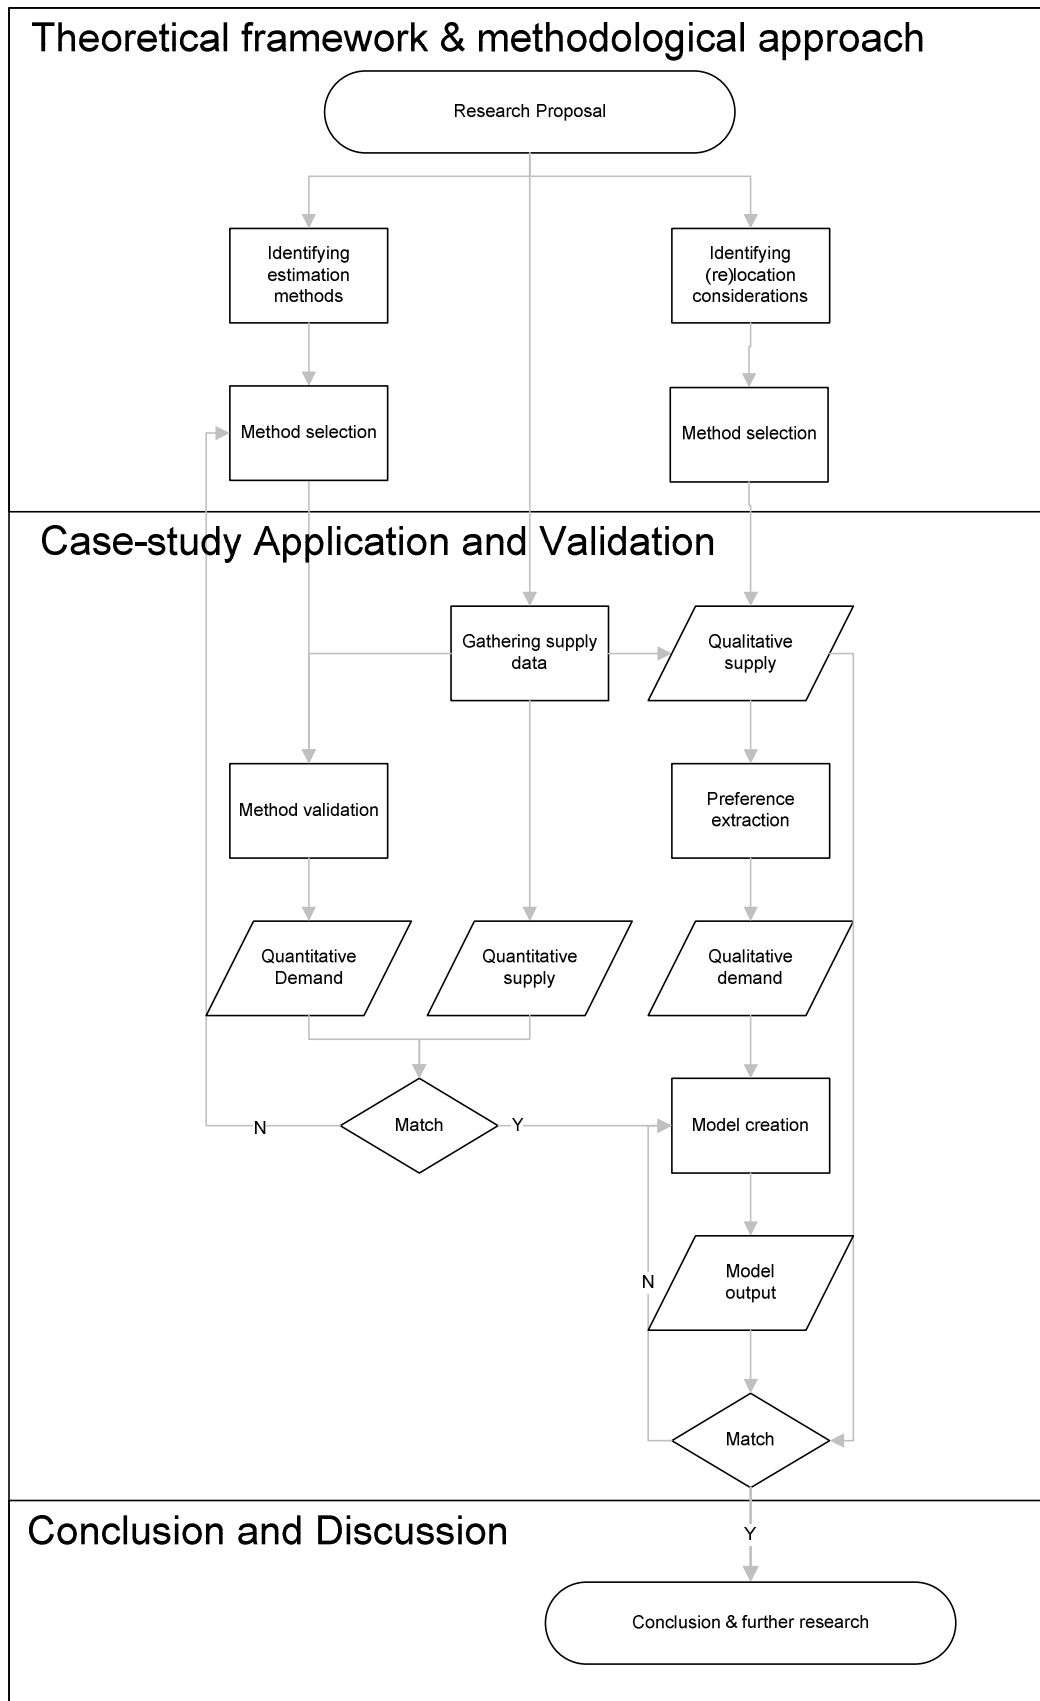 Theoretical framework & methodological approach
Research Proposal
Identifying
estimation
methods
Identifying
(re)location
considerations
Method selection
Method selection
Case-study Application and Validation
Gathering supply
data
Qualitative
supply
Method validation
Preference
extraction
Quantitative
Demand
Quantitative
supply
Qualitative
demand
N
Match
Y
Model creation
N
Model
output
Match
Y
Conclusion and Discussion
Conclusion & further research